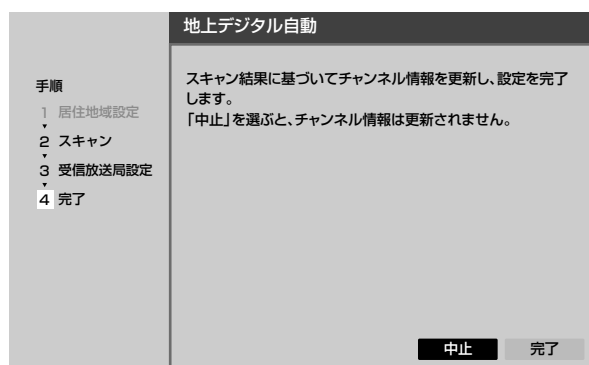 地上デジタル自動
手順
1 居住地域設定
2 スキャン
3 受信放送局設定
4 完了
スキャン結果に基づいてチャンネル情報を更新し、設定を完了
します。
「中止」を選ぶと、チャンネル情報は更新されません。
中止 完了